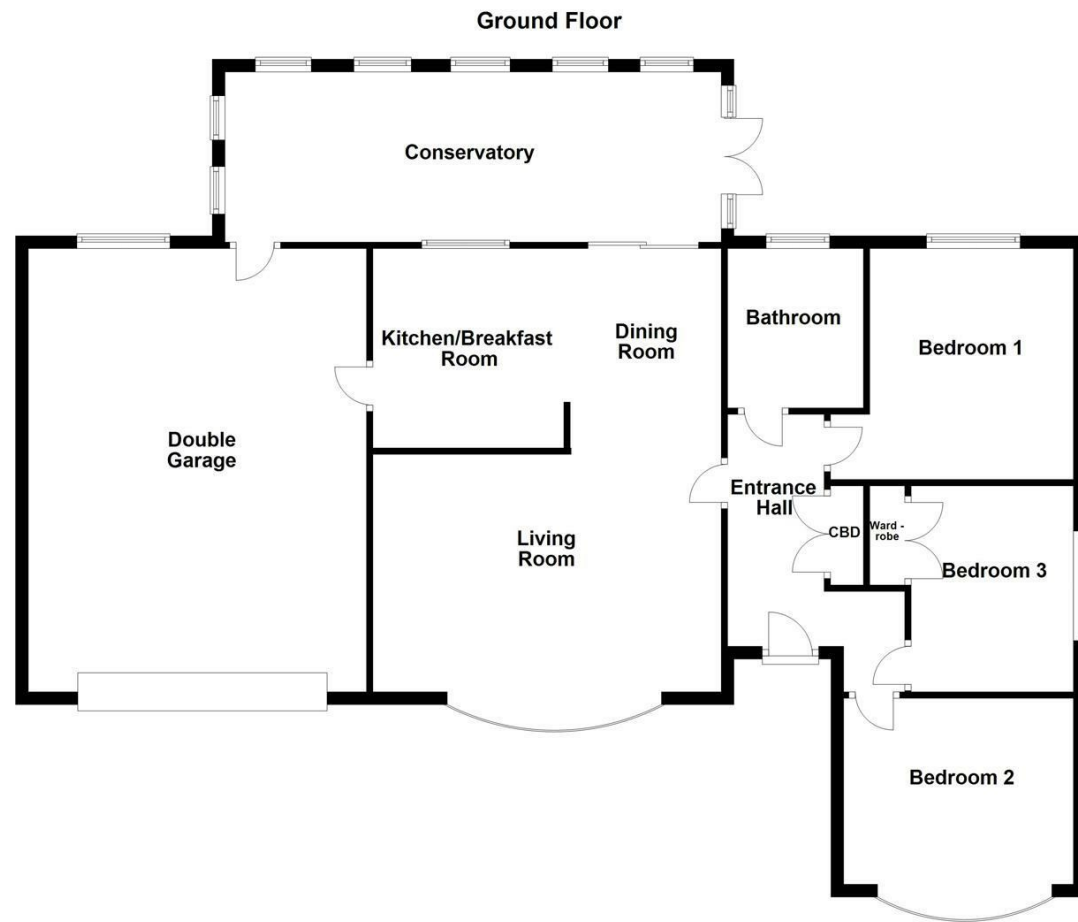 Ground Floor
Conservatory
Kitchen/Breakfast
Room
Dining
Room
Bathroom
Bedroom 1
Double
Garage
Entrance
Hall
CBD
Ward -
robe
Living
Room
Bedroom 3
Bedroom 2